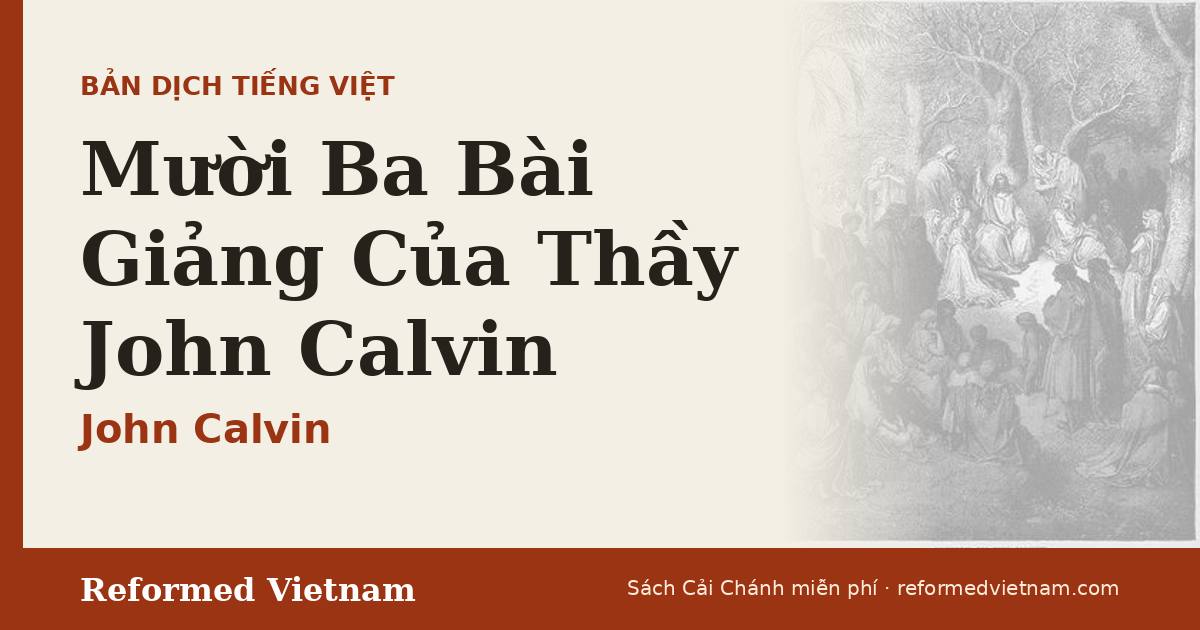 BẢN DỊCH TIẾNG VIỆT
Mười Ba Bài
Giảng Của Thầy
John Calvin
John Calvin
Reformed Vietnam
Sách Cải Chánh miễn phí · reformedvietnam.com